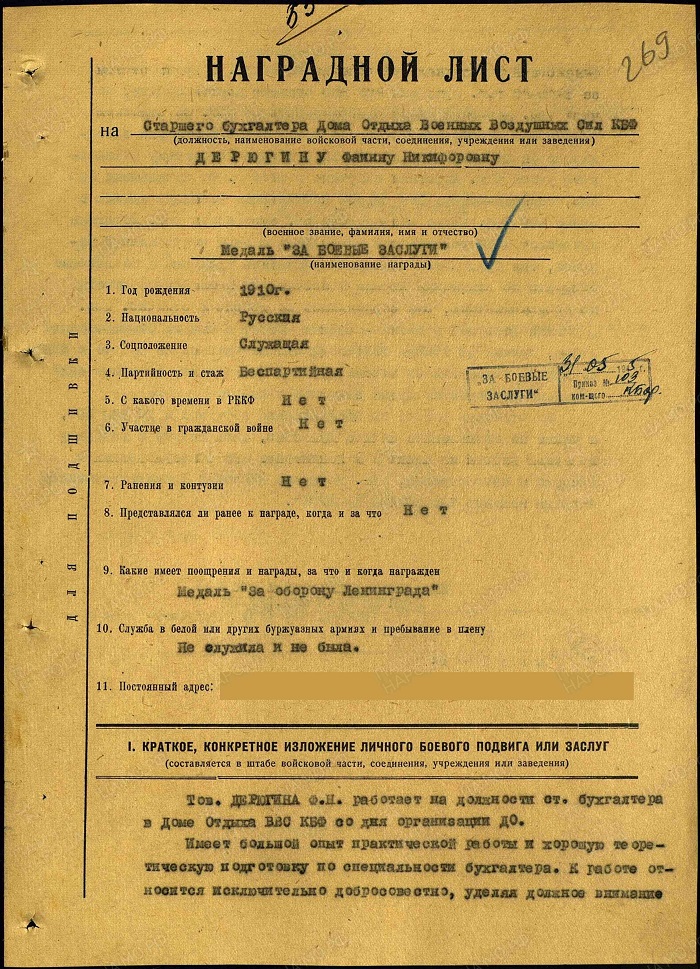 269
НАГРАДНОЙ ЛИСТ
на Старшего бухгалтера Дома Отдыха Военных Воздушных Сил КБФ
(должность, наименование войсковой части, соединения, учреждения или заведения)
ДЕРЮГИНУ Фаину Никифоровну
(военное звание, фамилия, имя и отчество)
Медаль "ЗА БОЕВЫЕ ЗАСЛУГИ"
(наименование награды)
1. Год рождения 1910г.
2. Национальность Русская
3. Соцположение Служащая
4. Партийность и стаж Беспартийная
„ЗА БОЕВЫЕ ЗАСЛУГИ“
31 05 1945г.
Приказ № 103
ком-щего
5. С какого времени в РККФ Нет
6. Участие в гражданской войне Нет
7. Ранения и контузии Нет
8. Представлялся ли ранее к награде, когда и за что Нет
9. Какие имеет поощрения и награды, за что и когда награжден
Медаль "За оборону Ленинграда"
10. Служба в белой или других буржуазных армиях и пребывание в плену
Не служила и не была.
11. Постоянный адрес:
ДЛЯ ПОДШИВКИ
I. КРАТКОЕ, КОНКРЕТНОЕ ИЗЛОЖЕНИЕ ЛИЧНОГО БОЕВОГО ПОДВИГА ИЛИ ЗАСЛУГ
(составляется в штабе войсковой части, соединения, учреждения или заведения)
Тов. ДЕРЮГИНА Ф.Н. работает на должности ст. бухгалтера
в Доме Отдыха ВВС КБФ со дня организации ДО.
Имеет большой опыт практической работы и хорошую теоре-
тическую подготовку по специальности бухгалтера. К работе от-
носится исключительно добросовестно, уделяя должное внимание